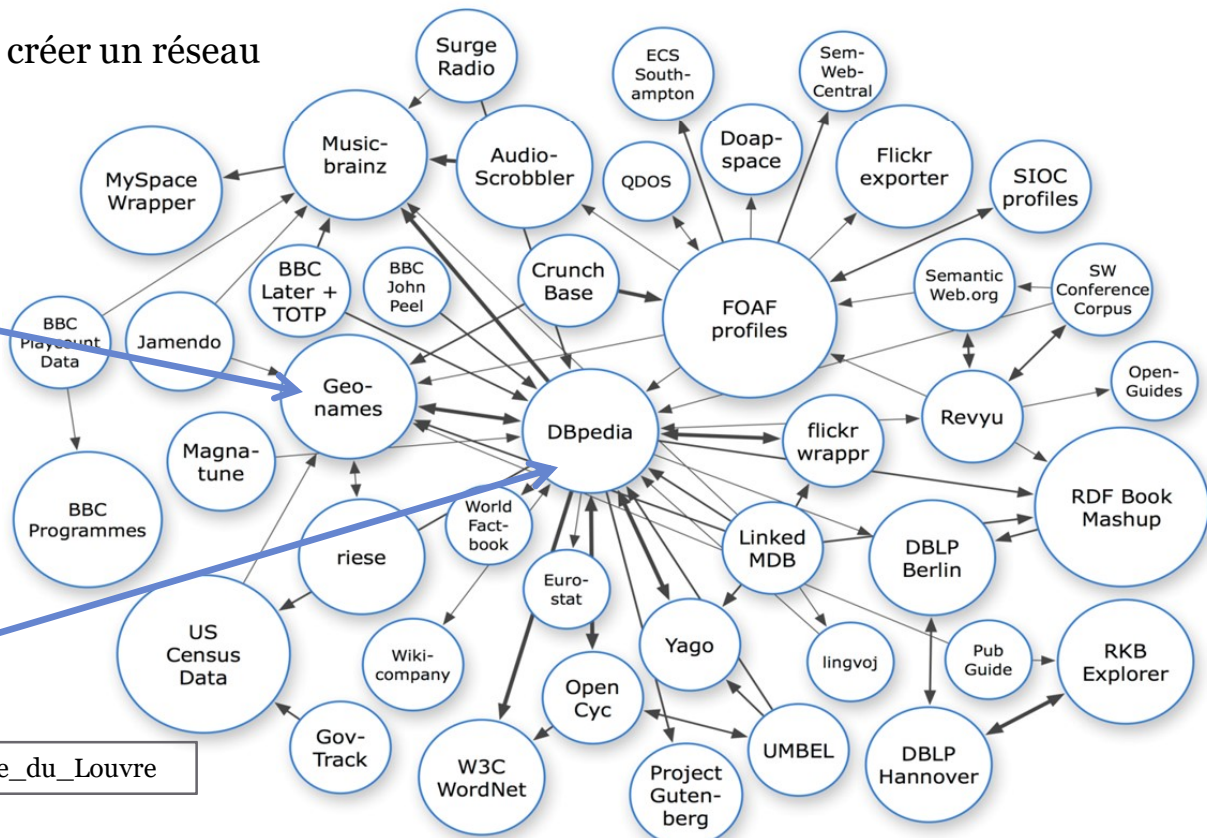 créer un réseau
Surge
Radio
ECS
South-
ampton
Sem-
Web-
Central
Music-
brainz
Audio-
Scrobbler
Doap-
space
Flickr
exporter
MySpace
Wrapper
QDOS
SIOC
profiles
BBC
Later +
TOTP
BBC
John
Peel
Crunch
Base
FOAF
profiles
Semantic
Web.org
SW
Conference
Corpus
BBC
Playcount
Data
Jamendo
Geo-
names
DBpedia
flickr
wrappr
Revyu
Open-
Guides
Magna-
tune
BBC
Programmes
riese
World
Fact-
book
Linked
MDB
DBLP
Berlin
RDF Book
Mashup
Euro-
stat
US
Census
Data
Wiki-
company
Yago
lingvoj
Pub
Guide
RKB
Explorer
Gov-
Track
Open
Cyc
W3C
WordNet
Project
Guten-
berg
UMBEL
DBLP
Hannover
e_du_Louvre